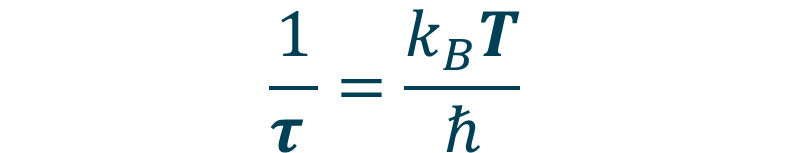 1/τ = k_B T/ħ